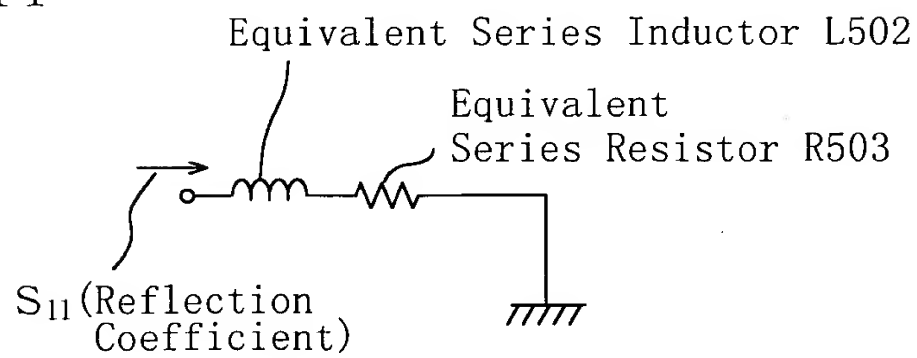 Equivalent Series Inductor L502
Equivalent
Series Resistor R503
S11(Reflection
Coefficient)